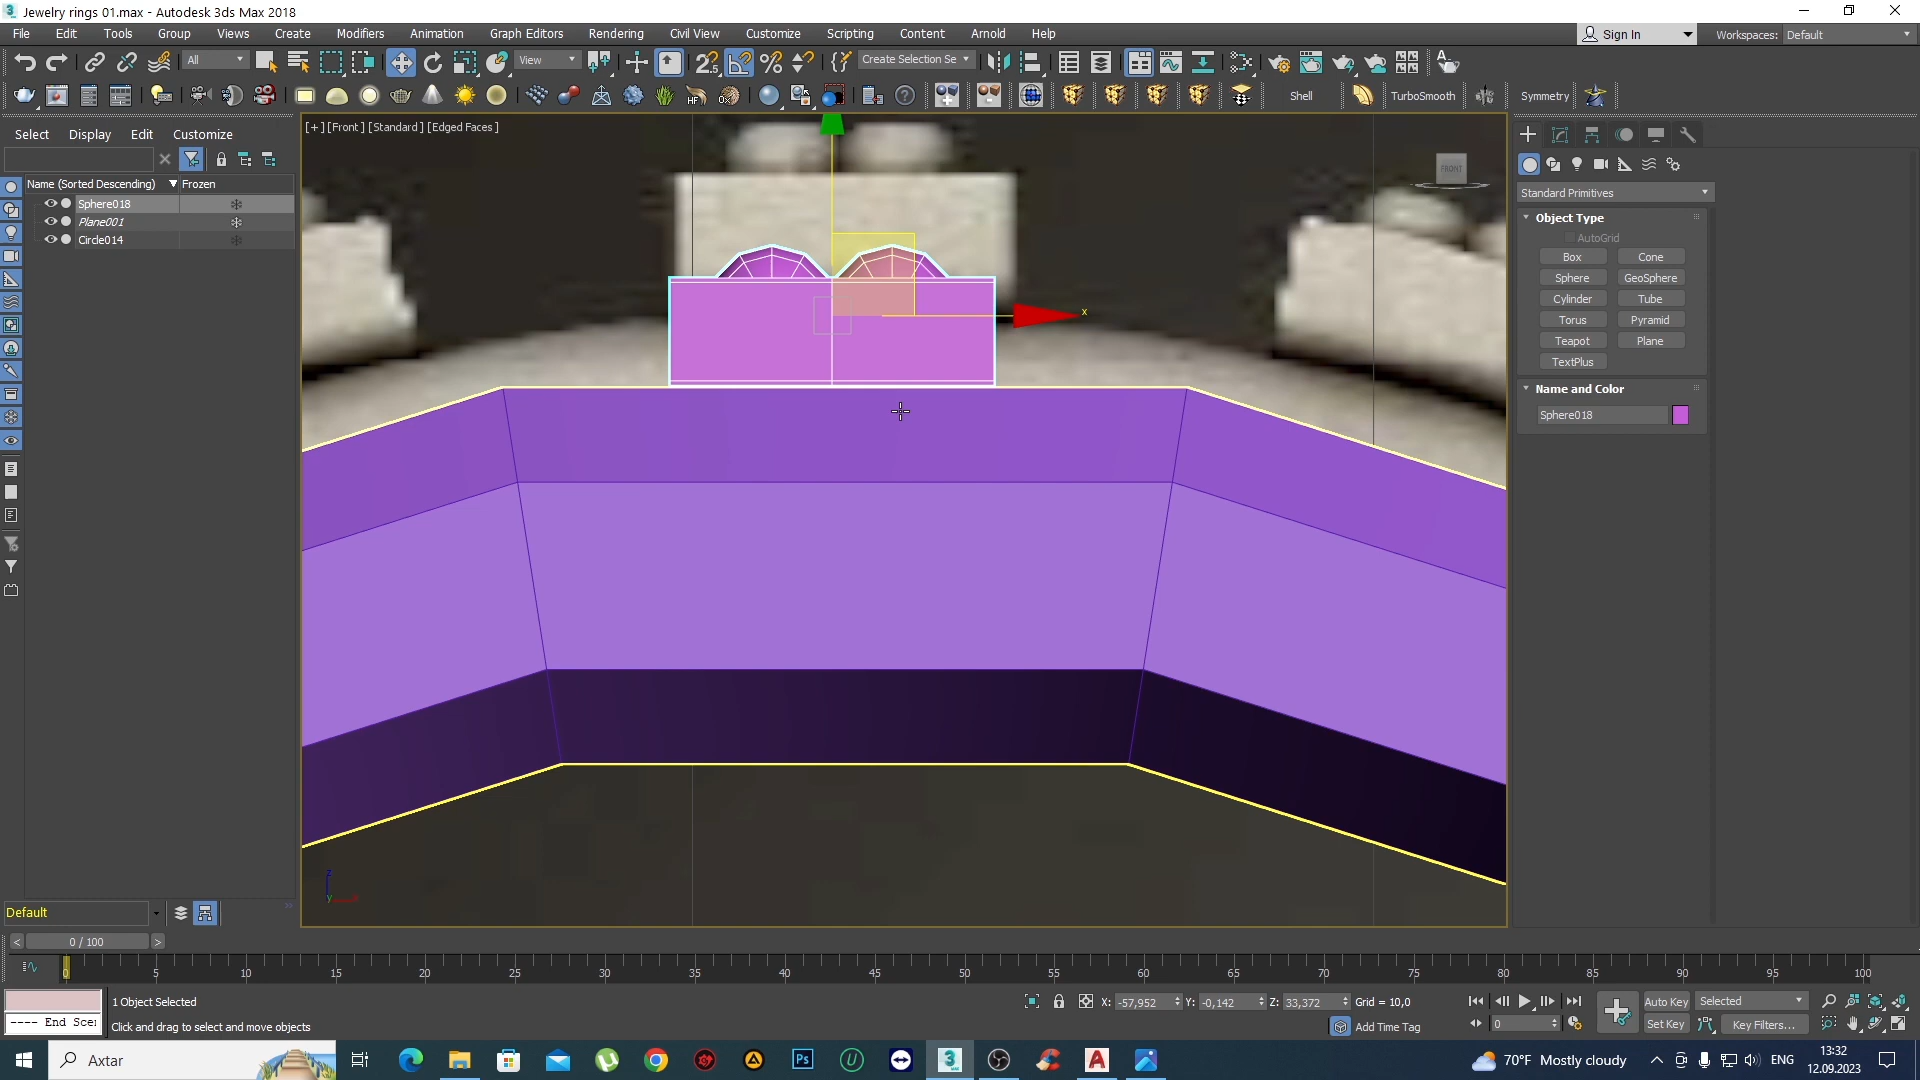 Jewelry rings 01.max - Autodesk 3ds Max 2018
File Edit Tools Group Views Create Modifiers Animation Graph Editors Rendering Civil View Customize Scripting Content Arnold Help
Sign In Workspaces: Default
All View Create Selection Se
Shell TurboSmooth Symmetry
Select Display Edit Customize
[+] [Front] [Standard] [Edged Faces]
FRONT
Name (Sorted Descending) Frozen
Sphere018
Plane001
Circle014
Standard Primitives
Object Type
AutoGrid
Box Cone
Sphere GeoSphere
Cylinder Tube
Torus Pyramid
Teapot Plane
TextPlus
Name and Color
Sphere018
x
z
y
Default
0 / 100
0 5 10 15 20 25 30 35 40 45 50 55 60 65 70 75 80 85 90 95 100
1 Object Selected
X: -57,952 Y: -0,142 Z: 33,372 Grid = 10,0
Auto Key Selected
---- End Scen
Click and drag to select and move objects
Add Time Tag
0
Set Key Key Filters...
Axtar
70°F Mostly cloudy
ENG
13:32
12.09.2023